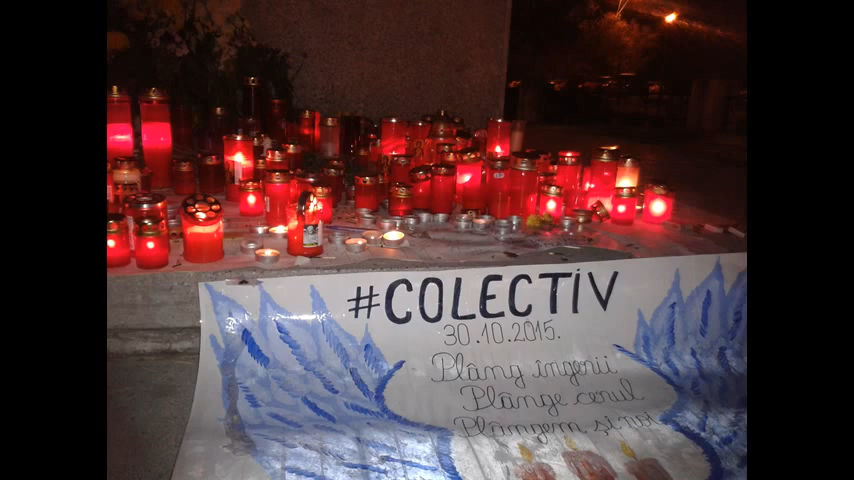 #COLECTIV
30.10.2015.
Plâng îngerii
Plânge cerul
Plângem și noi